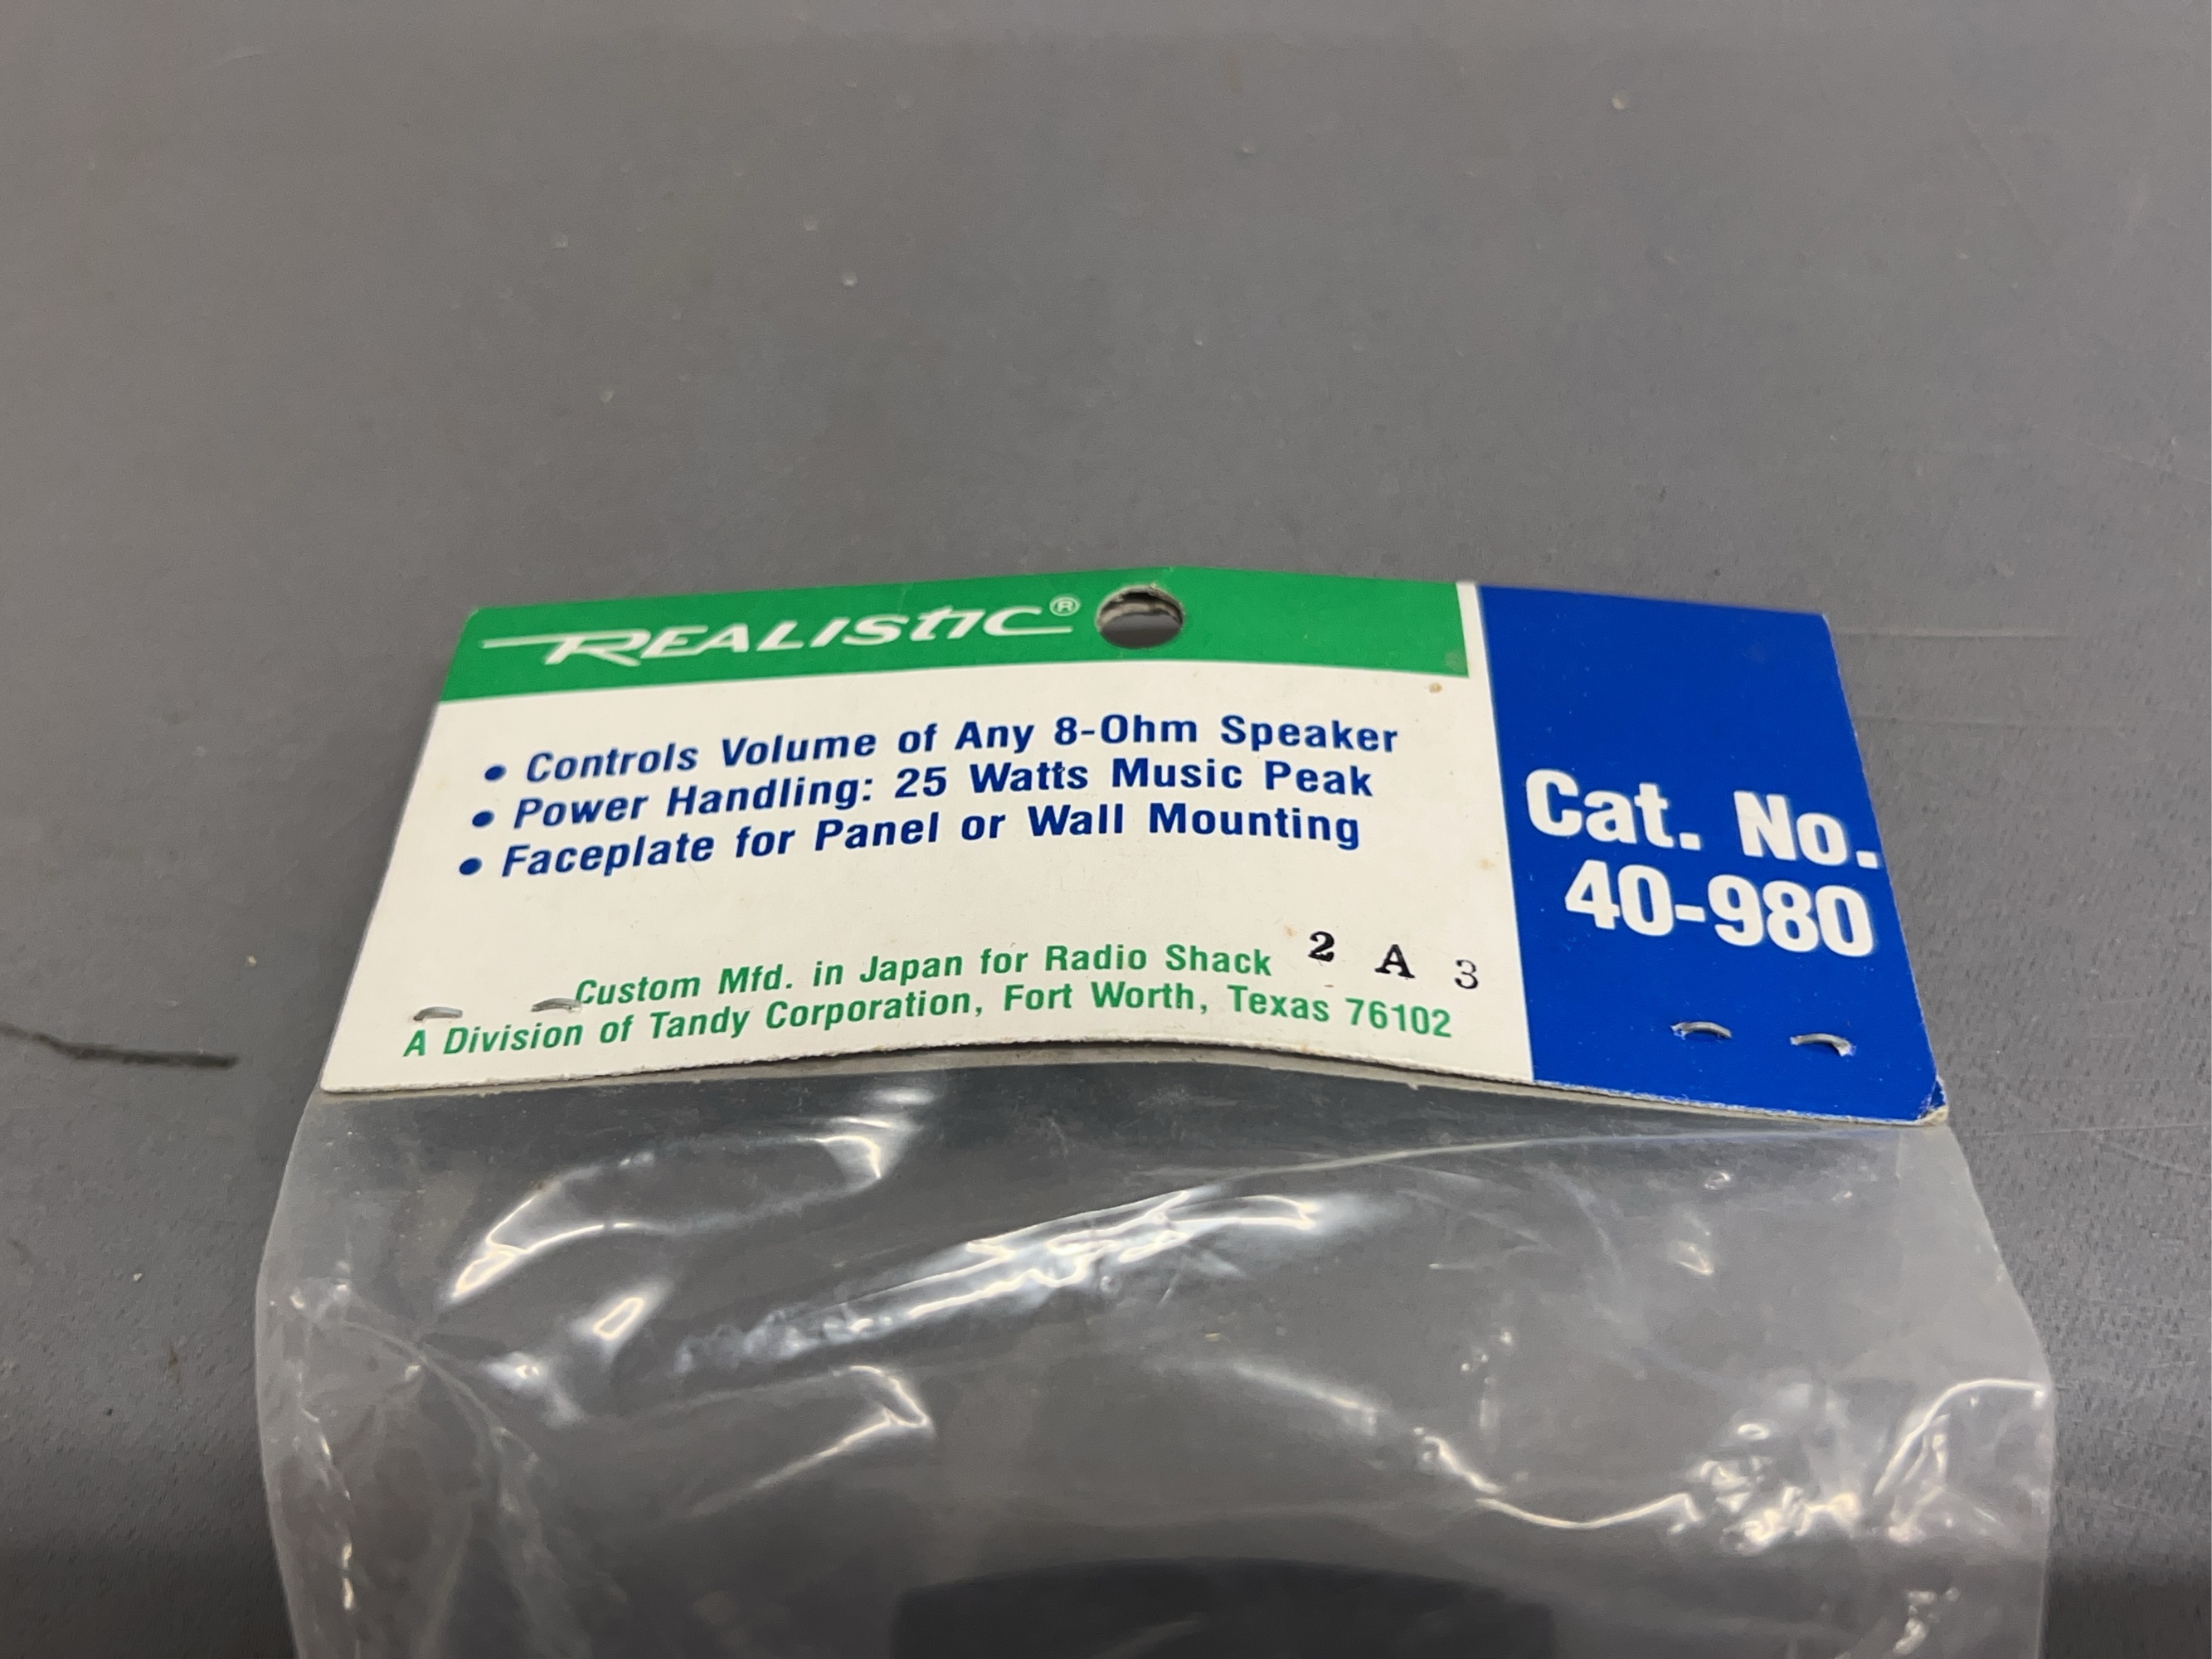 REALISTIC®
• Controls Volume of Any 8-Ohm Speaker
• Power Handling: 25 Watts Music Peak
• Faceplate for Panel or Wall Mounting
Custom Mfd. in Japan for Radio Shack 2 A 3
A Division of Tandy Corporation, Fort Worth, Texas 76102
Cat. No.
40-980